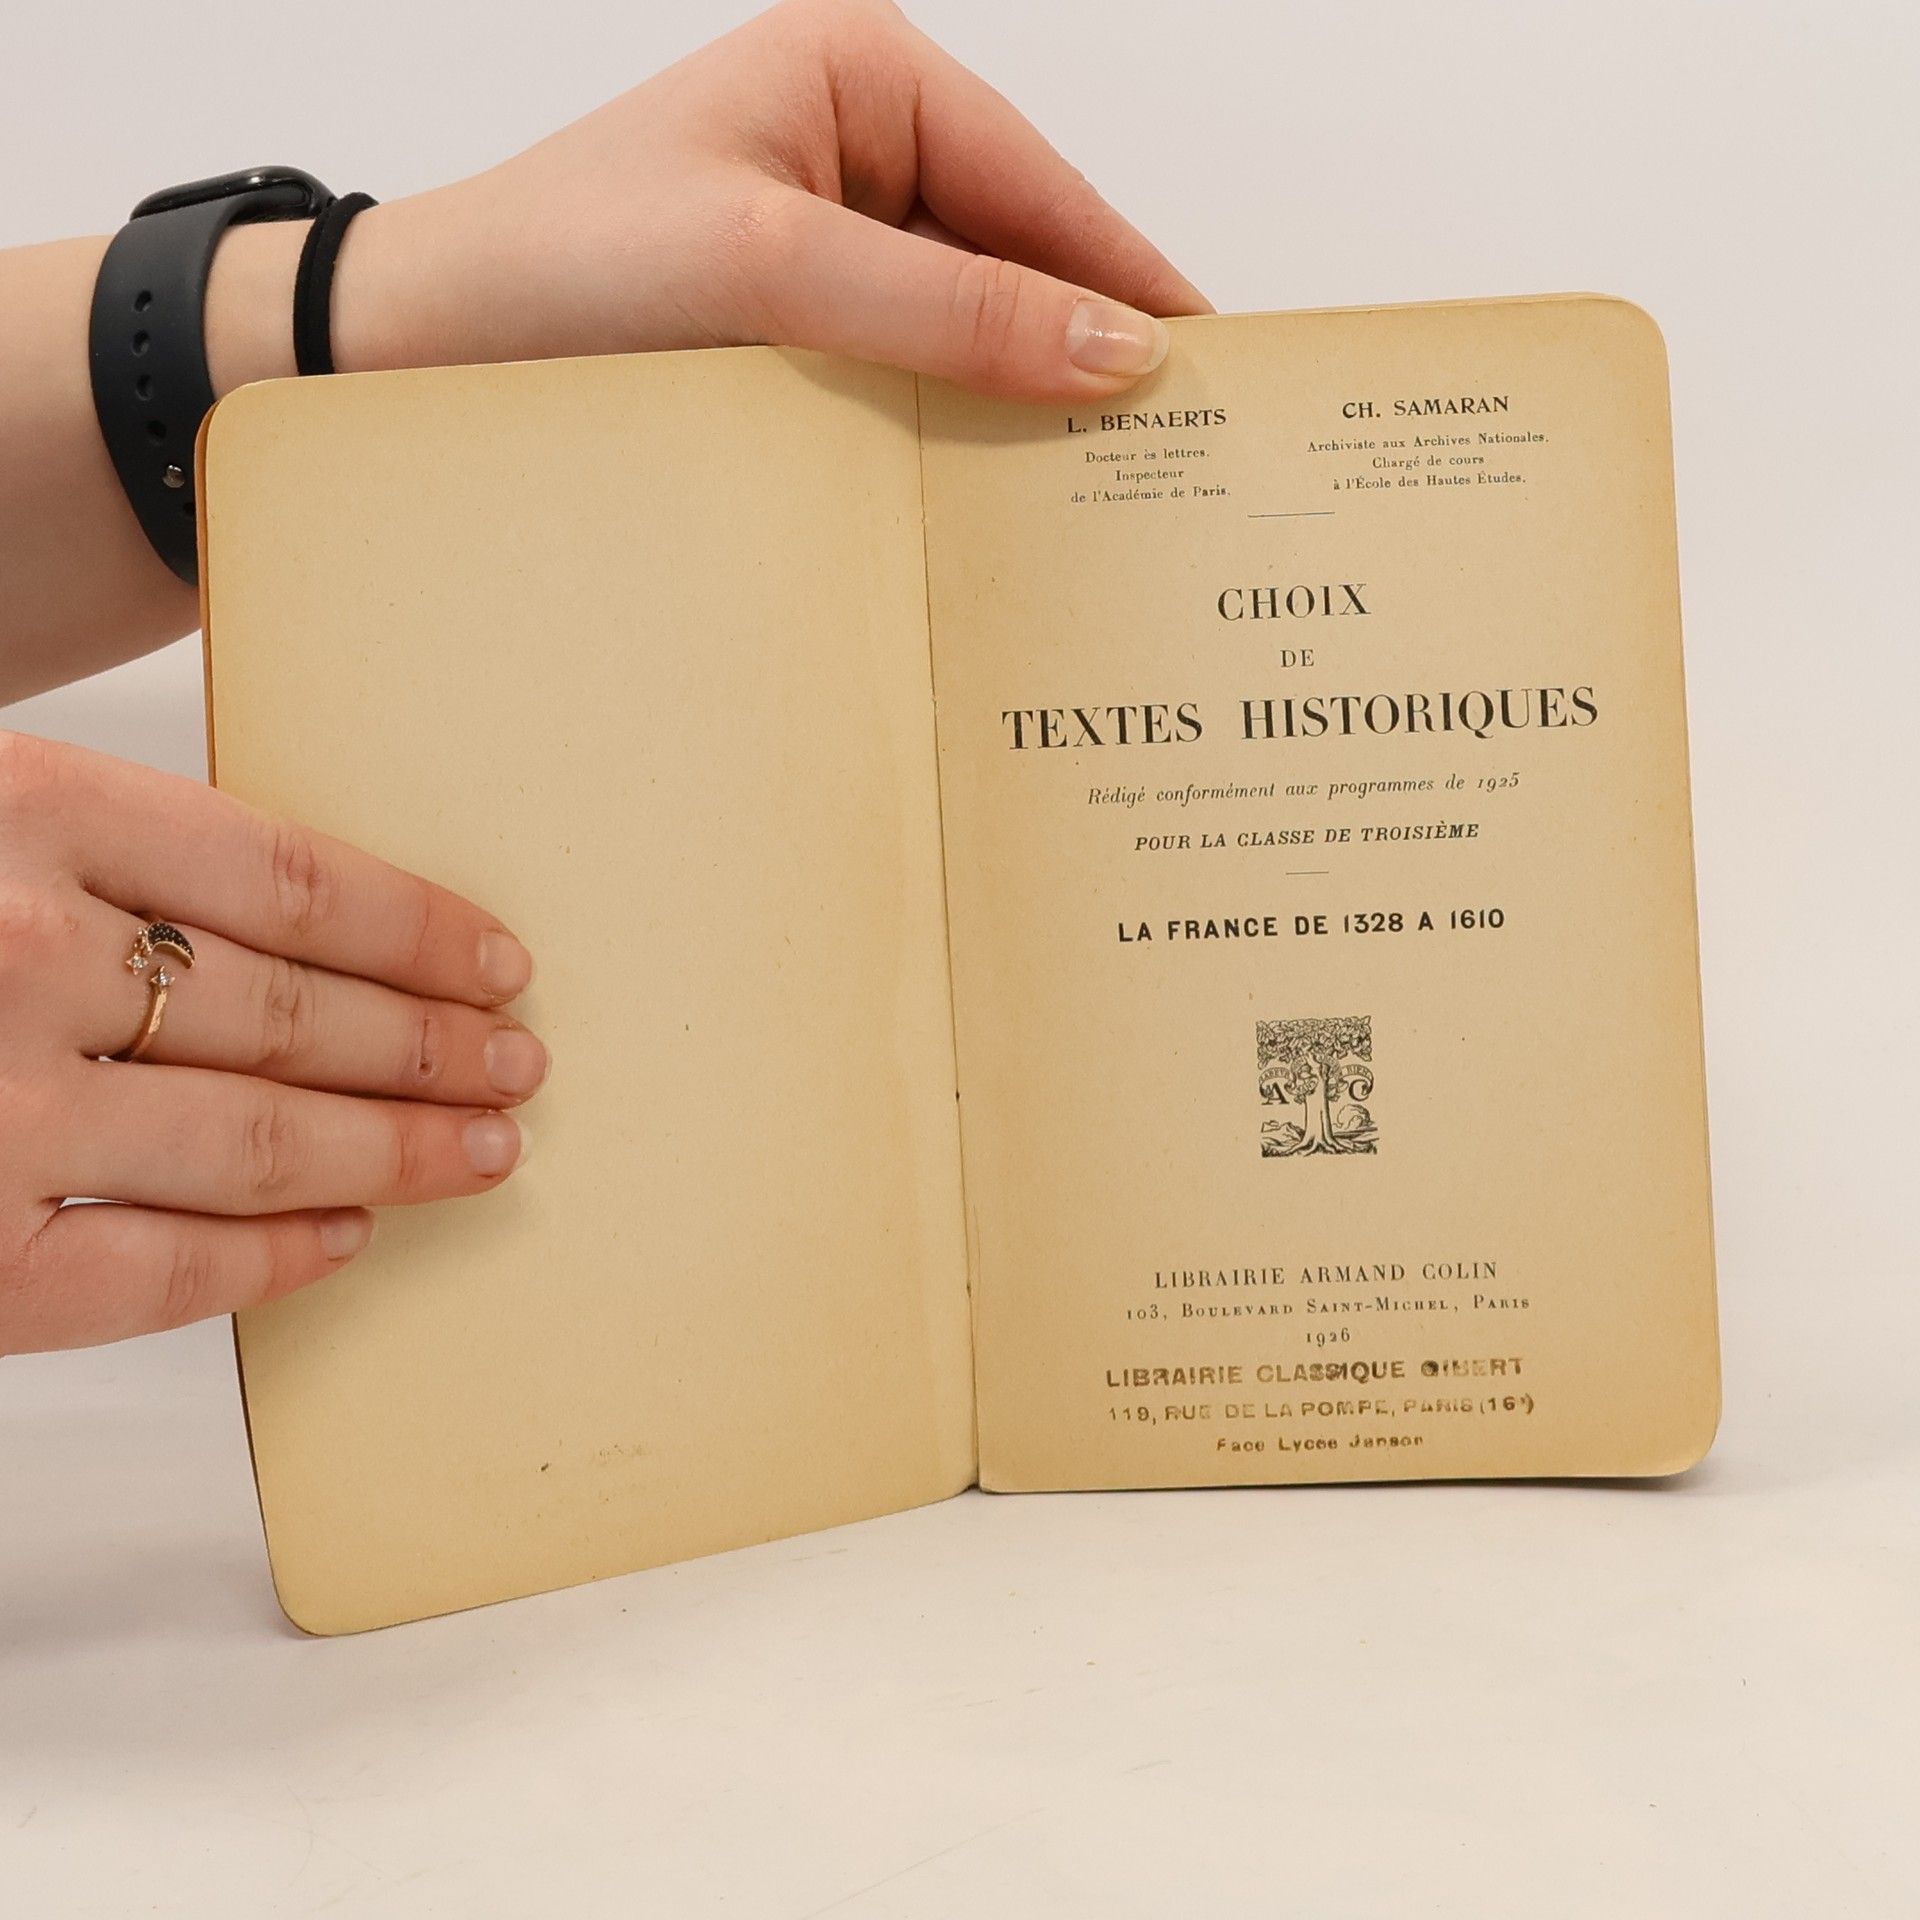 L. BENAERTS
Docteur ès lettres.
Inspecteur
de l'Académie de Paris.
CH. SAMARAN
Archiviste aux Archives Nationales.
Chargé de cours
à l'École des Hautes Études.
CHOIX
DE
TEXTES HISTORIQUES
Rédigé conformément aux programmes de 1925
POUR LA CLASSE DE TROISIÈME
LA FRANCE DE 1328 A 1610
A C
LIBRAIRIE ARMAND COLIN
103, BOULEVARD SAINT-MICHEL, PARIS
1926
LIBRAIRIE CLASSIQUE GIBERT
119, RUE DE LA POMPE, PARIS (16ᵉ)
Face Lycée Janson